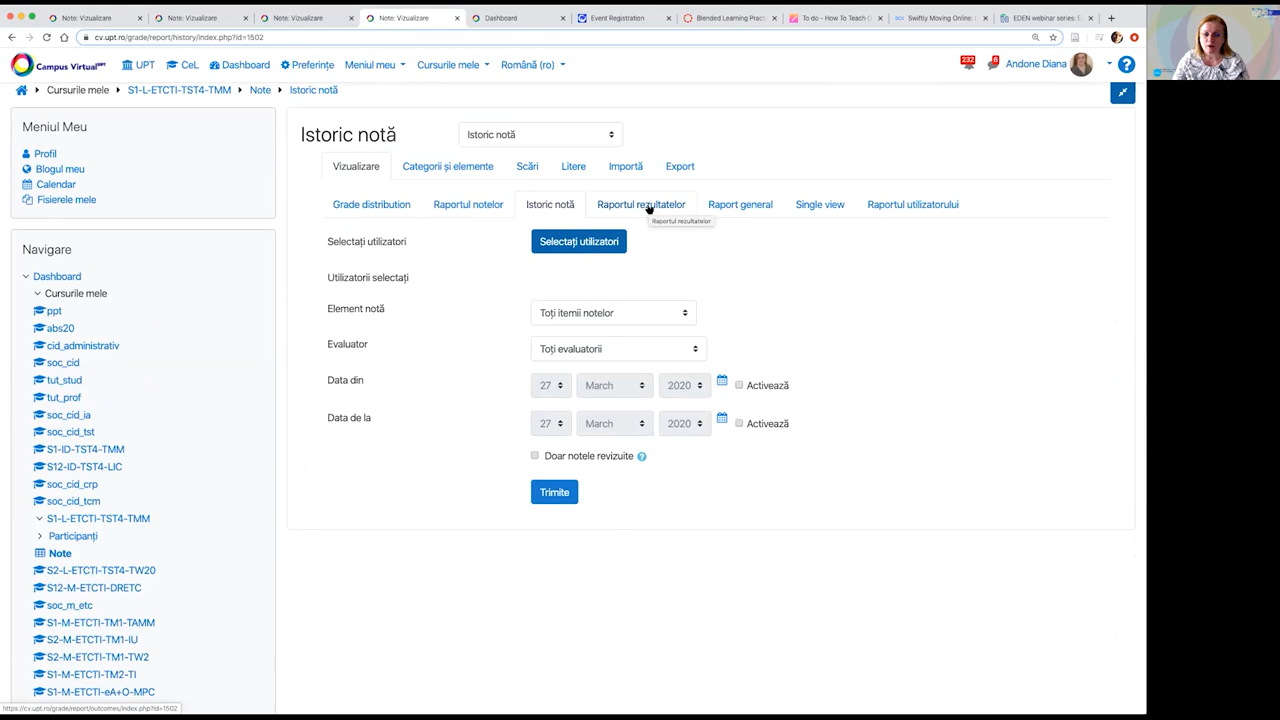 Note: Vizualizare
Note: Vizualizare
Note: Vizualizare
Note: Vizualizare
Dashboard
Event Registration
Blended Learning Prac
To do - How To Teach O
Swiftly Moving Online:
EDEN webinar series: E
cv.upt.ro/grade/report/history/index.php?id=1502
Campus Virtual UPT
UPT
CeL
Dashboard
Preferințe
Meniul meu
Cursurile mele
Română (ro)
232
6
Andone Diana
Cursurile mele
S1-L-ETCTI-TST4-TMM
Note
Istoric notă
Meniul Meu
Profil
Blogul meu
Calendar
Fisierele mele
Navigare
Dashboard
Cursurile mele
ppt
abs20
cid_administrativ
soc_cid
tut_stud
tut_prof
soc_cid_ia
soc_cid_tst
S1-ID-TST4-TMM
S12-ID-TST4-LIC
soc_cid_crp
soc_cid_tcm
S1-L-ETCTI-TST4-TMM
Participanți
Note
S2-L-ETCTI-TST4-TW20
S12-M-ETCTI-DRETC
soc_m_etc
S1-M-ETCTI-TM1-TAMM
S2-M-ETCTI-TM1-IU
S2-M-ETCTI-TM1-TW2
S1-M-ETCTI-TM2-TI
S1-M-ETCTI-eA+O-MPC
Istoric notă
Istoric notă
Vizualizare
Categorii și elemente
Scări
Litere
Importă
Export
Grade distribution
Raportul notelor
Istoric notă
Raportul rezultatelor
Raport general
Single view
Raportul utilizatorului
Raportul rezultatelor
Selectați utilizatori
Selectați utilizatori
Utilizatorii selectați
Element notă
Toți itemii notelor
Evaluator
Toți evaluatorii
Data din
27 March 2020
Activează
Data de la
27 March 2020
Activează
Doar notele revizuite
Trimite
https://cv.upt.ro/grade/report/outcomes/index.php?id=1502